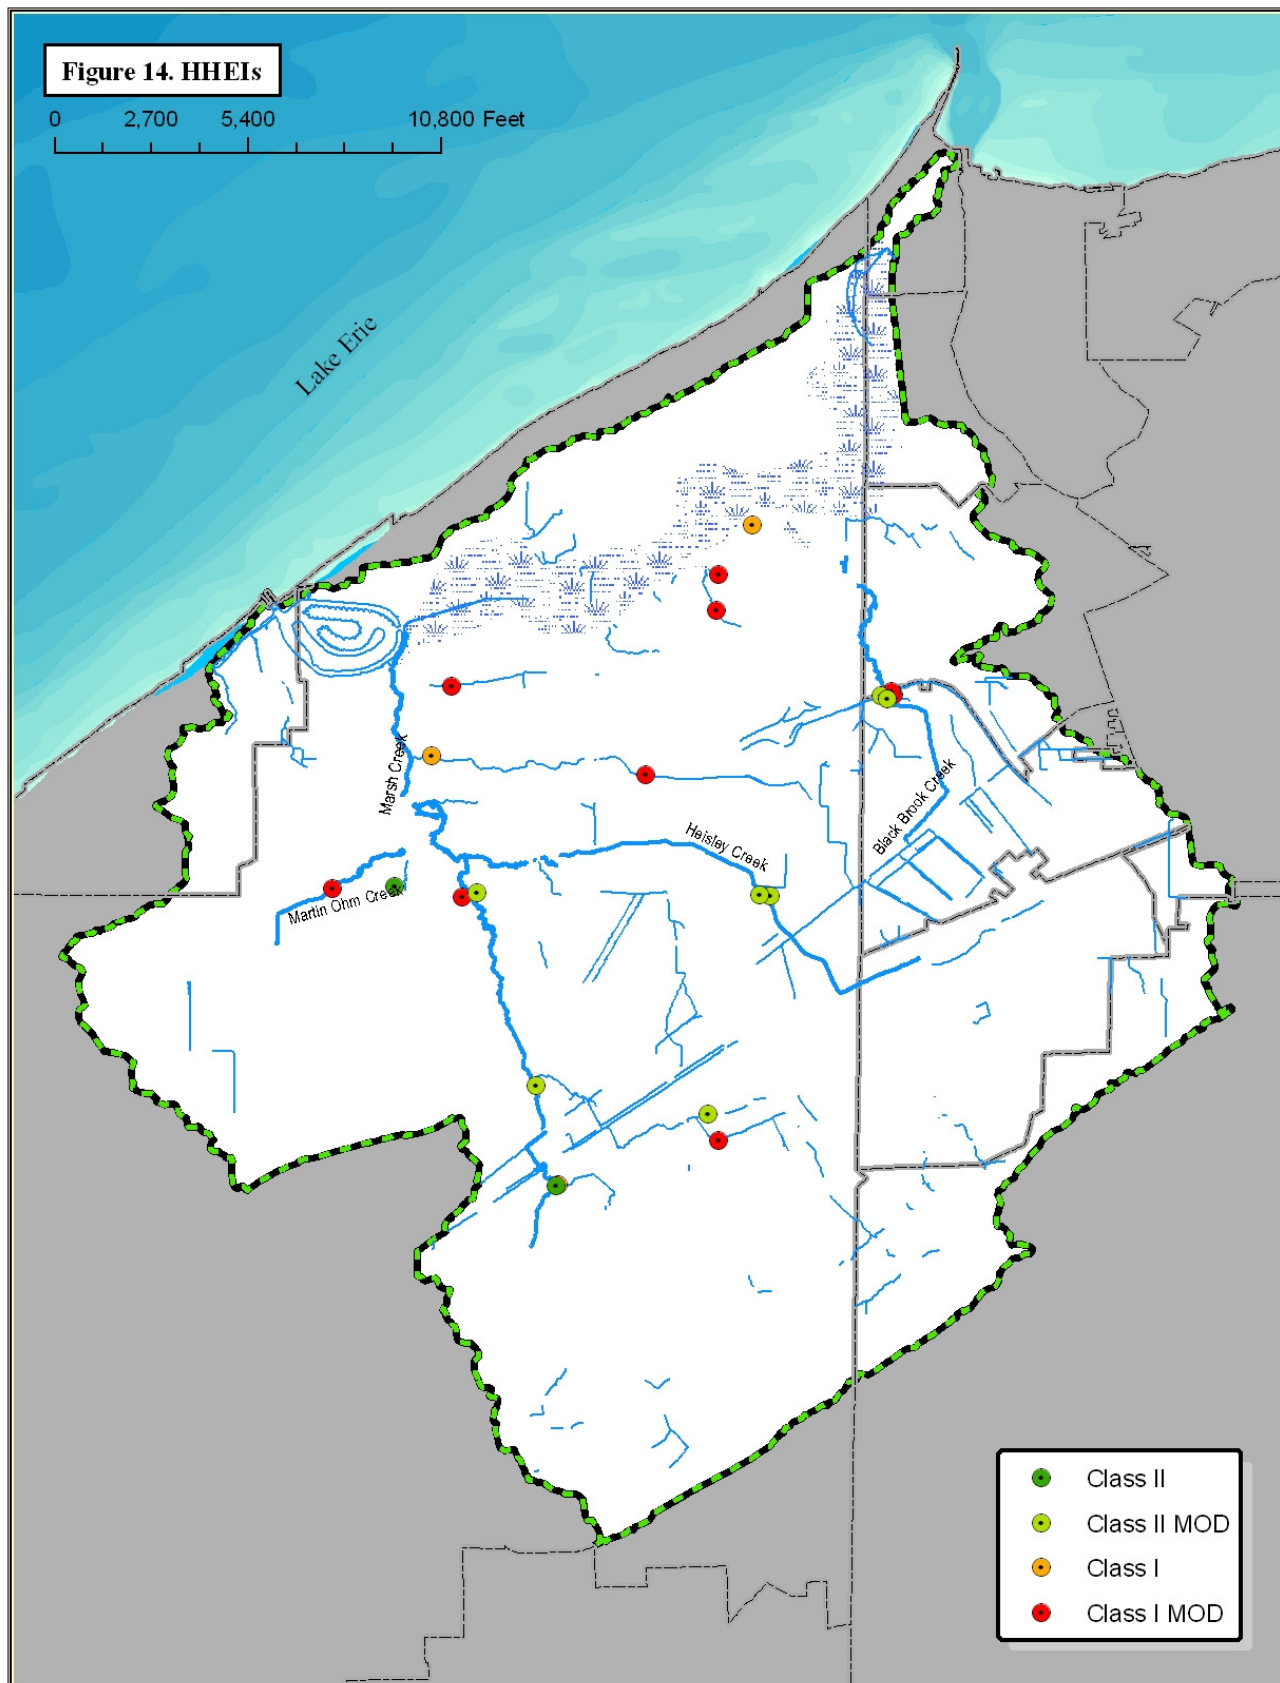 Figure 14. HHEIs
0 2,700 5,400 10,800 Feet
Lake Erie
Marsh Creek
Heisley Creek
Black Brook Creek
Martin Ohm Creek
Class II
Class II MOD
Class I
Class I MOD